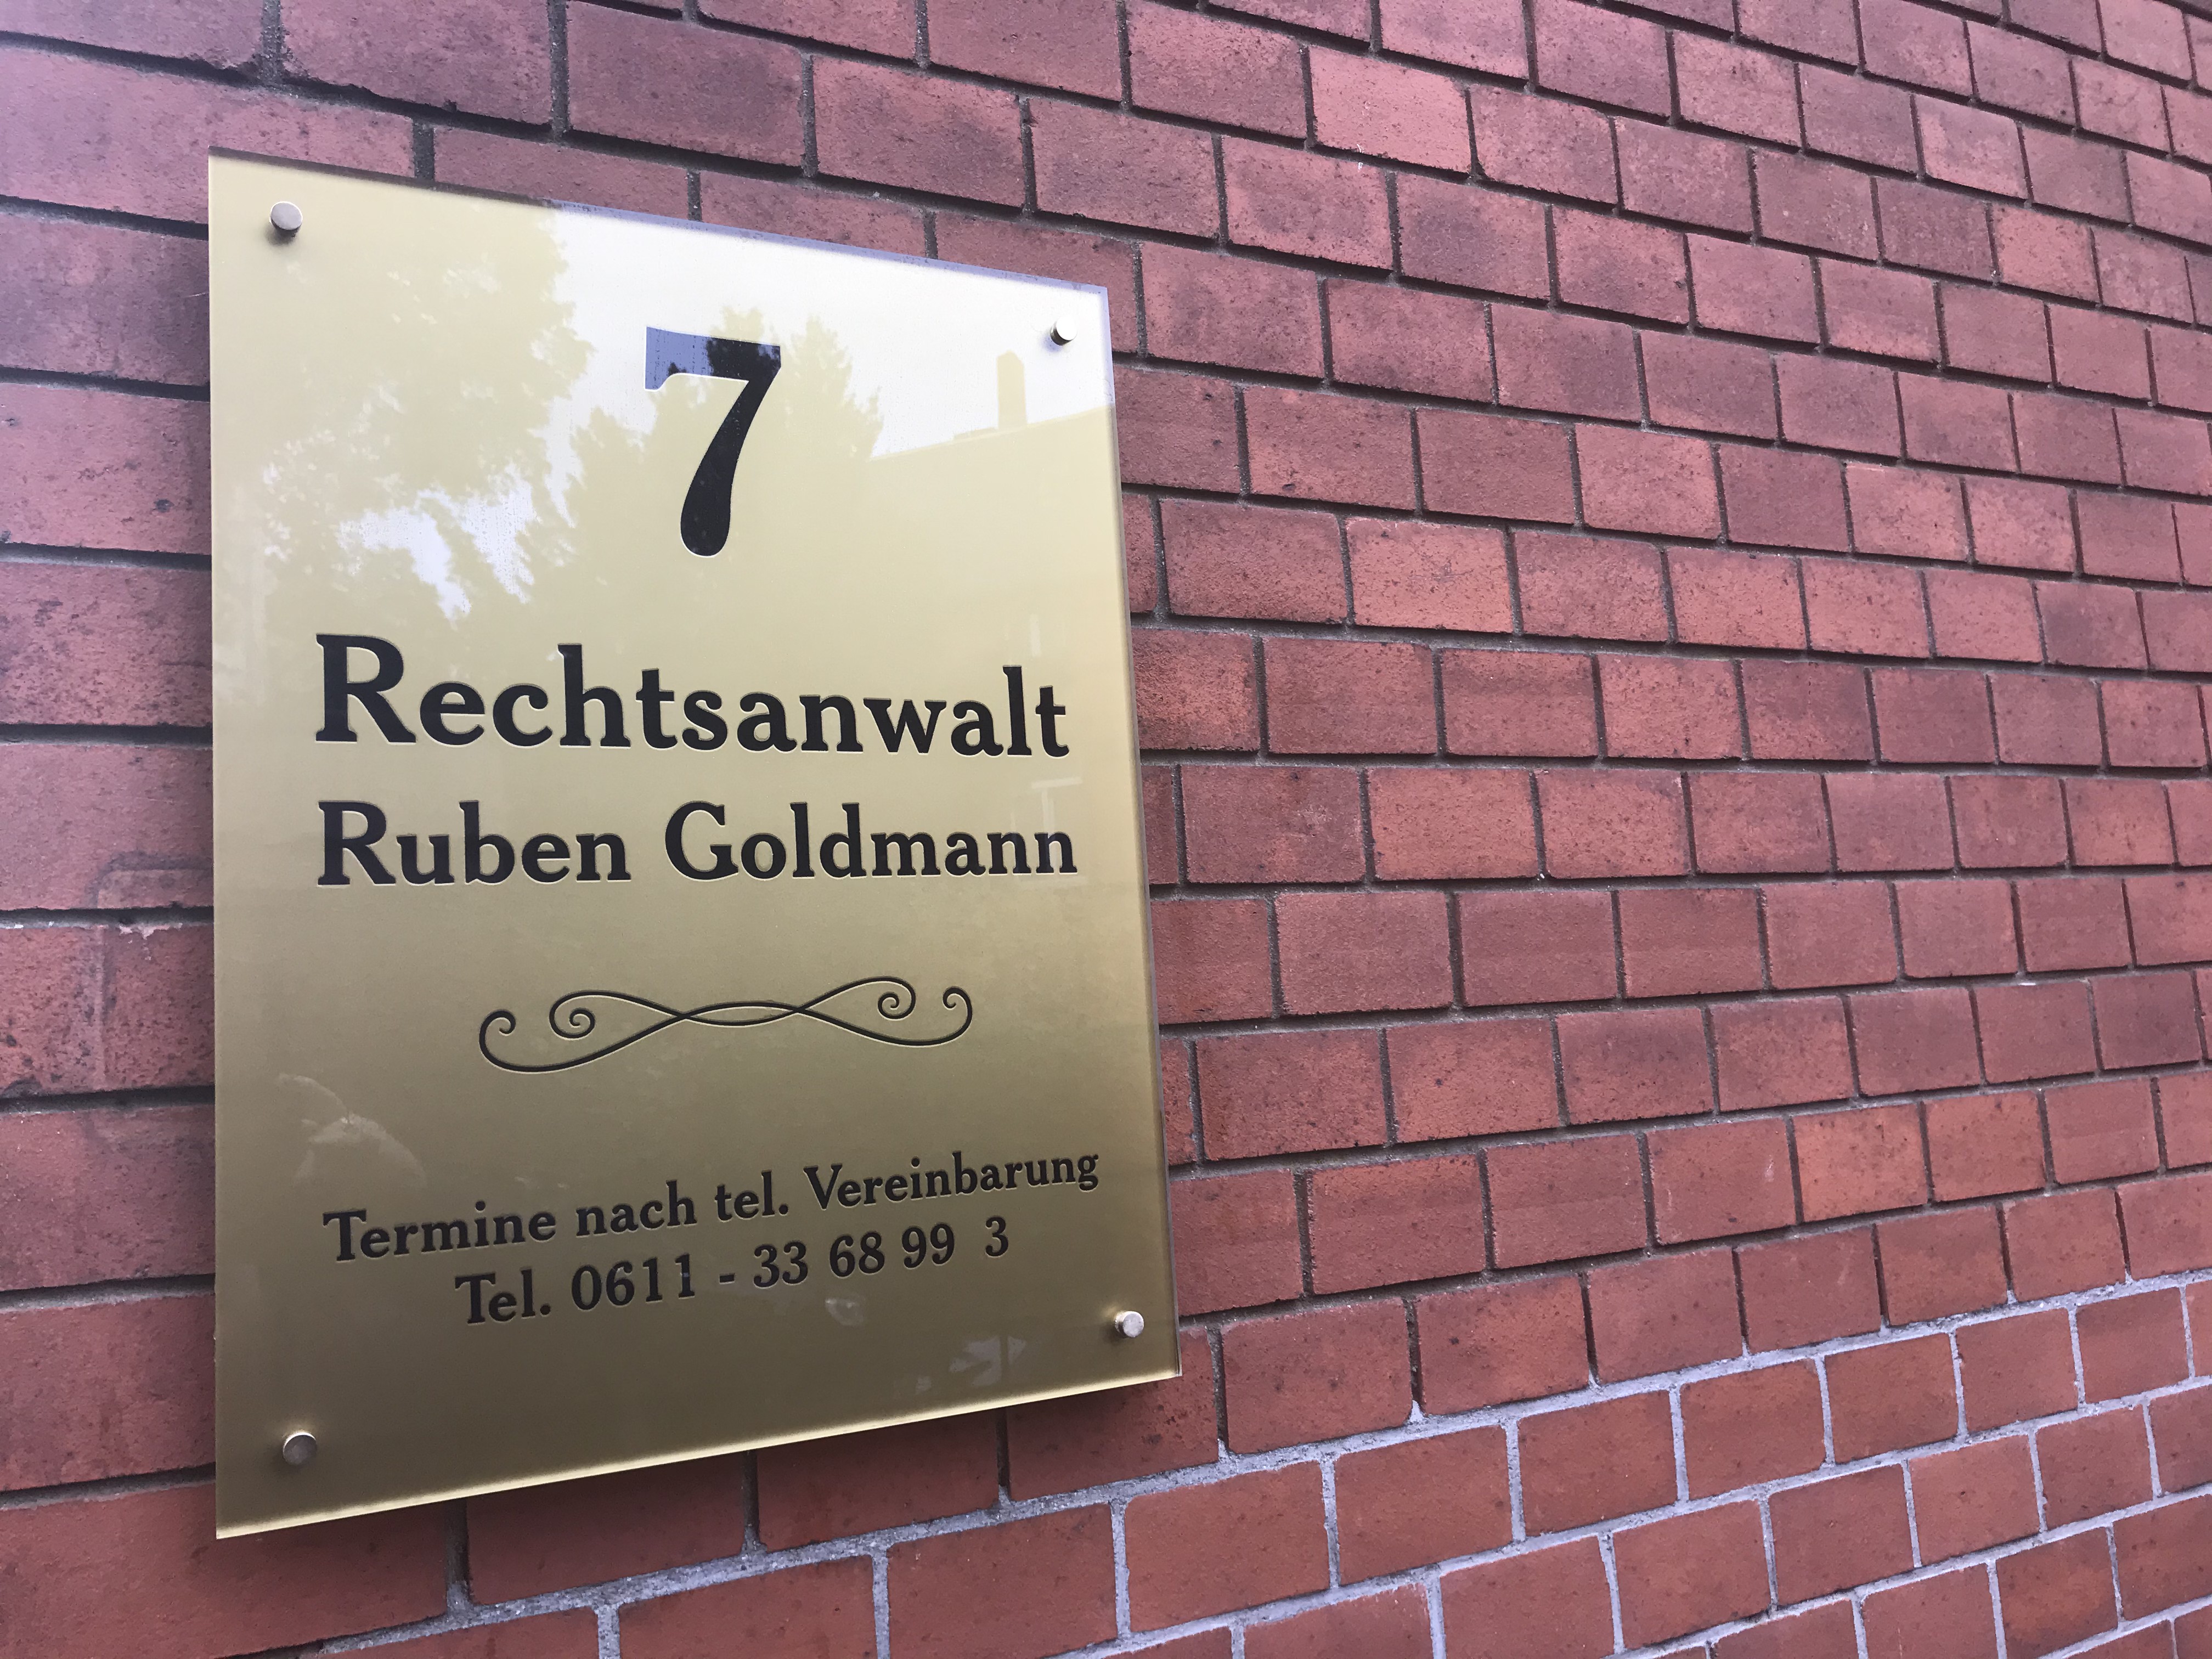 7
Rechtsanwalt
Ruben Goldmann
Termine nach tel. Vereinbarung
Tel. 0611 - 33 68 99 3